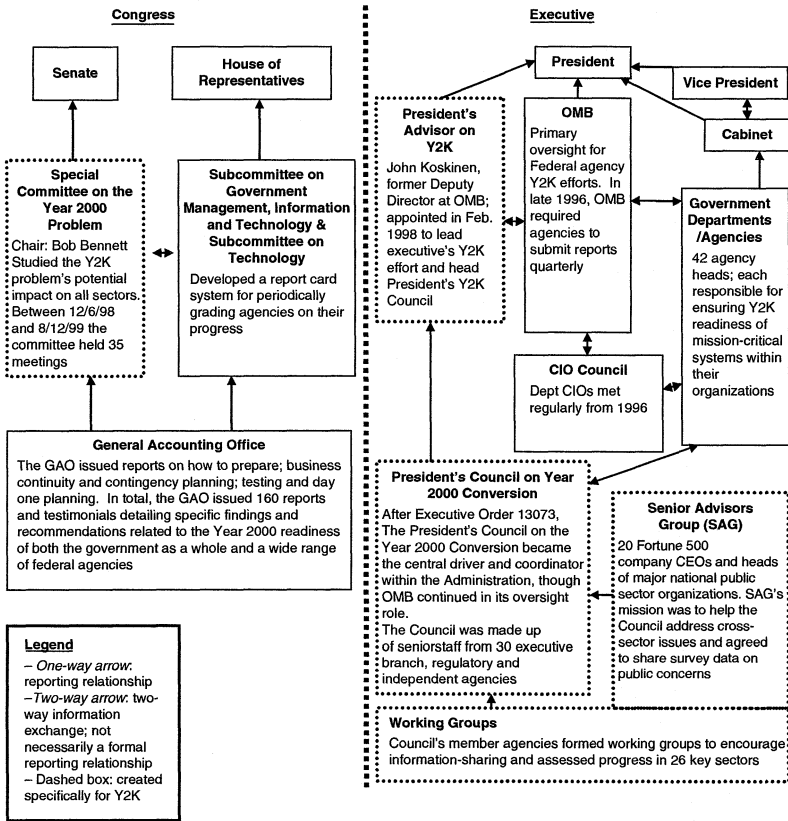 Congress
Senate
House of
Representatives
Special
Committee on the
Year 2000
Problem
Chair: Bob Bennett
Studied the Y2K
problem's potential
impact on all sectors.
Between 12/6/98
and 8/12/99 the
committee held 35
meetings
Subcommittee on
Government
Management, Information
and Technology &
Subcommittee on
Technology
Developed a report card
system for periodically
grading agencies on their
progress
General Accounting Office
The GAO issued reports on how to prepare; business
continuity and contingency planning; testing and day
one planning. In total, the GAO issued 160 reports
and testimonials detailing specific findings and
recommendations related to the Year 2000 readiness
of both the government as a whole and a wide range
of federal agencies
Legend
– One-way arrow:
reporting relationship
–Two-way arrow: two-
way information
exchange; not
necessarily a formal
reporting relationship
– Dashed box: created
specifically for Y2K
Executive
President
Vice President
Cabinet
President's
Advisor on
Y2K
John Koskinen,
former Deputy
Director at OMB;
appointed in Feb.
1998 to lead
executive's Y2K
effort and head
President's Y2K
Council
OMB
Primary
oversight for
Federal agency
Y2K efforts. In
late 1996, OMB
required
agencies to
submit reports
quarterly
Government
Departments
/Agencies
42 agency
heads; each
responsible for
ensuring Y2K
readiness of
mission-critical
systems within
their
organizations
CIO Council
Dept CIOs met
regularly from 1996
President's Council on Year
2000 Conversion
After Executive Order 13073,
The President's Council on the
Year 2000 Conversion became
the central driver and coordinator
within the Administration, though
OMB continued in its oversight
role.
The Council was made up
of seniorstaff from 30 executive
branch, regulatory and
independent agencies
Senior Advisors
Group (SAG)
20 Fortune 500
company CEOs and heads
of major national public
sector organizations. SAG's
mission was to help the
Council address cross-
sector issues and agreed
to share survey data on
public concerns
Working Groups
Council's member agencies formed working groups to encourage
information-sharing and assessed progress in 26 key sectors